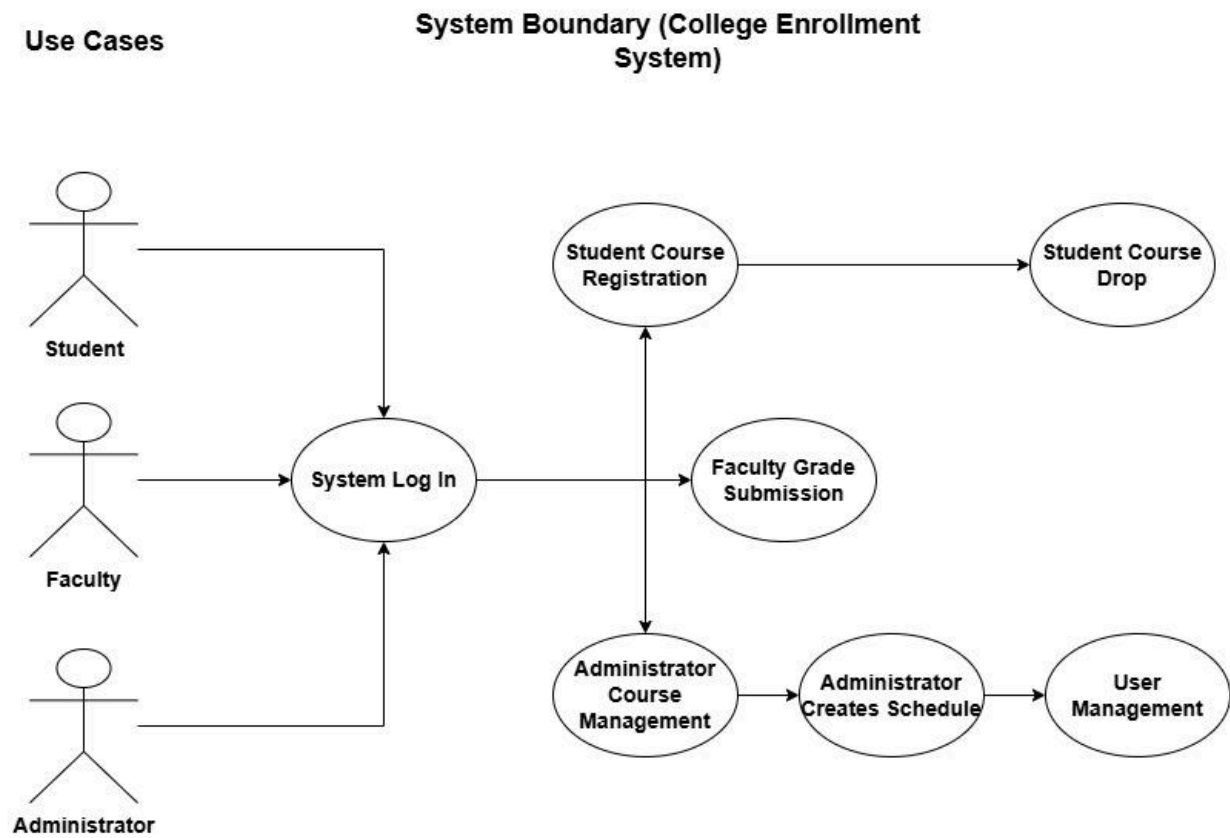 Use Cases
System Boundary (College Enrollment
System)
Student
Faculty
Administrator
System Log In
Student Course
Registration
Student Course
Drop
Faculty Grade
Submission
Administrator
Course
Management
Administrator
Creates Schedule
User
Management